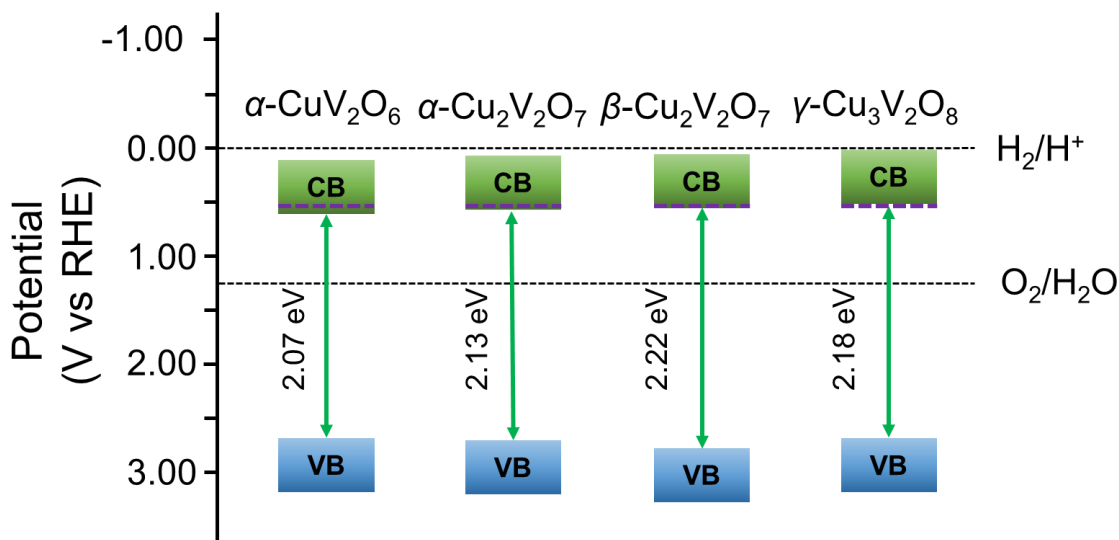 -1.00
α-CuV₂O₆ α-Cu₂V₂O₇ β-Cu₂V₂O₇ γ-Cu₃V₂O₈
0.00
H₂/H⁺
CB CB CB CB
Potential
(V vs RHE)
1.00
O₂/H₂O
2.07 eV 2.13 eV 2.22 eV 2.18 eV
2.00
3.00
VB VB VB VB